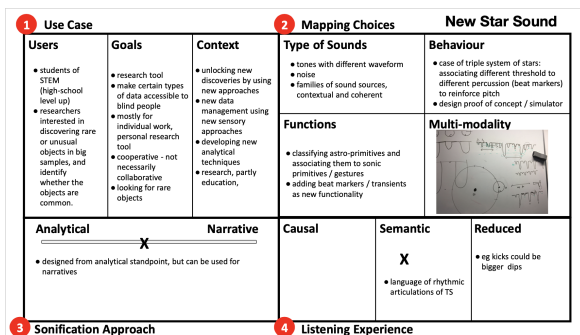 1 Use Case
2 Mapping Choices
New Star Sound
Users
• students of
STEM
(high-school
level up)
• researchers
interested in
discovering rare
or unusual
objects in big
samples, and
identify
whether the
objects are
common.
Goals
• research tool
• make certain types
of data accessible to
blind people
• mostly for
individual work,
personal research
tool
• cooperative - not
necessarily
collaborative
• looking for rare
objects
Context
• unlocking new
discoveries by using
new approaches
• new data
management using
new sensory
approaches
• developing new
analytical
techniques
• research, partly
education,
Type of Sounds
• tones with different waveform
• noise
• families of sound sources,
contextual and coherent
Behaviour
• case of triple system of stars:
associating different threshold to
different percussion (beat markers)
to reinforce pitch
• design proof of concept / simulator
Functions
• classifying astro-primitives and
associating them to sonic
primitives / gestures
• adding beat markers / transients
as new functionality
Multi-modality
Analytical
Narrative
X
• designed from analytical standpoint, but can be used for
narratives
Causal
Semantic
X
• language of rhythmic
articulations of TS
Reduced
• eg kicks could be
bigger dips
3 Sonification Approach
4 Listening Experience